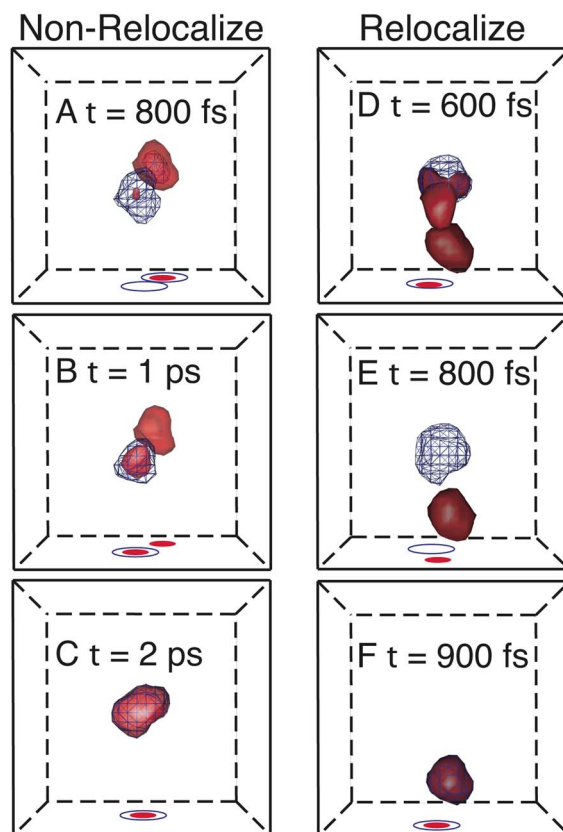 Non-Relocalize
Relocalize
A t = 800 fs
D t = 600 fs
B t = 1 ps
E t = 800 fs
C t = 2 ps
F t = 900 fs